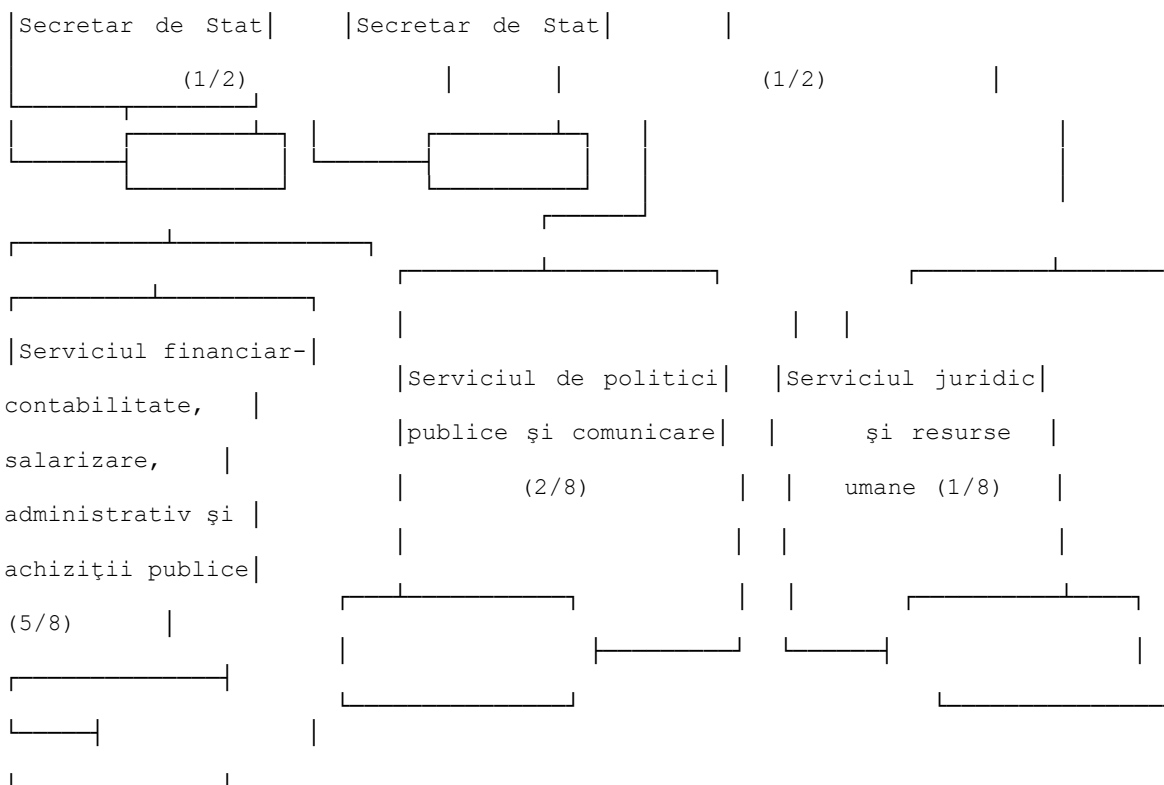 Secretar de Stat Secretar de Stat
(1/2) (1/2)
Serviciul financiar-
contabilitate,
salarizare,
administrativ şi
achiziţii publice
(5/8)
Serviciul de politici
publice şi comunicare
(2/8)
Serviciul juridic
şi resurse
umane (1/8)